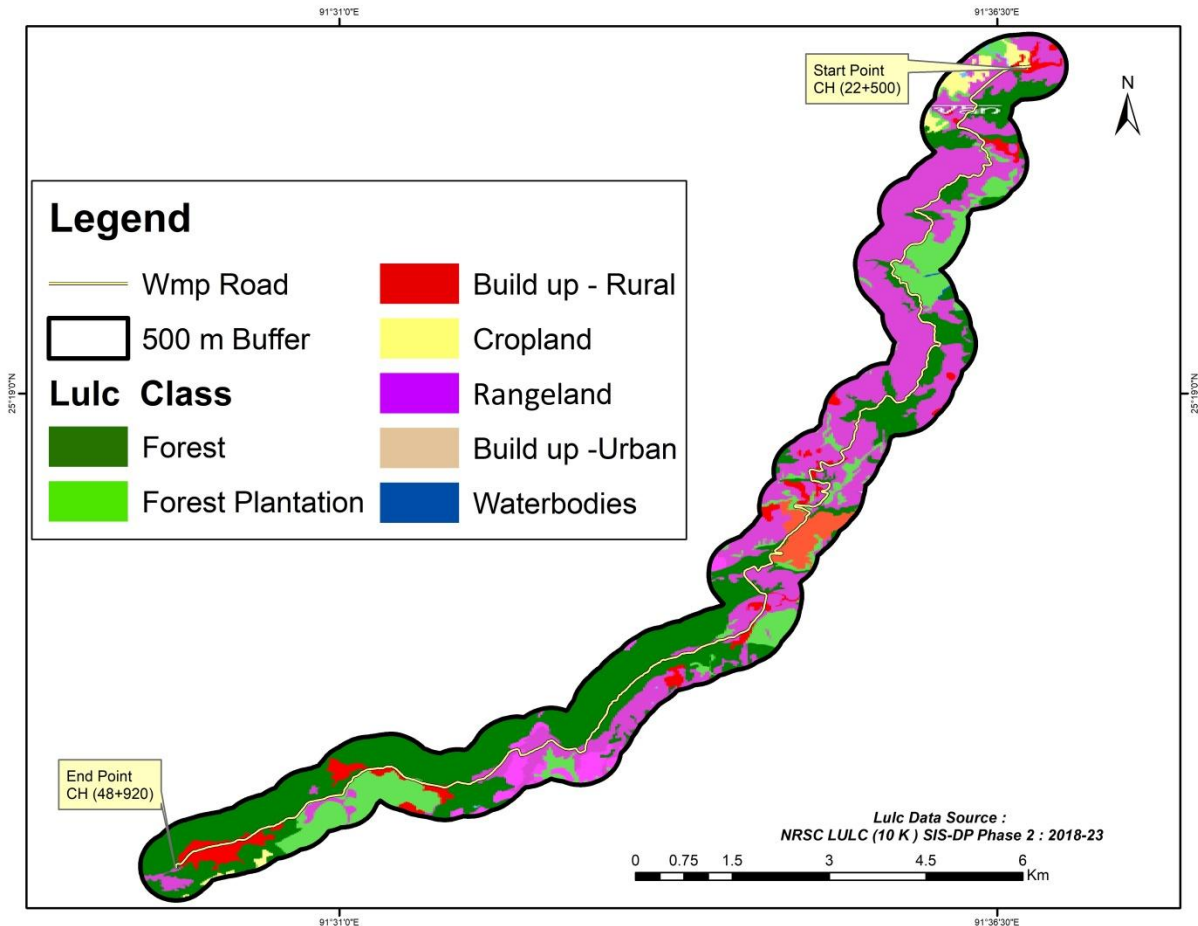 91°31'0"E
91°36'30"E
Start Point
CH (22+500)
N
Legend
Wmp Road
500 m Buffer
Lulc Class
Forest
Forest Plantation
Build up - Rural
Cropland
Rangeland
Build up -Urban
Waterbodies
25°19'0"N
25°19'0"N
End Point
CH (48+920)
Lulc Data Source :
NRSC LULC (10 K ) SIS-DP Phase 2 : 2018-23
0 0.75 1.5 3 4.5 6
Km
91°31'0"E
91°36'30"E